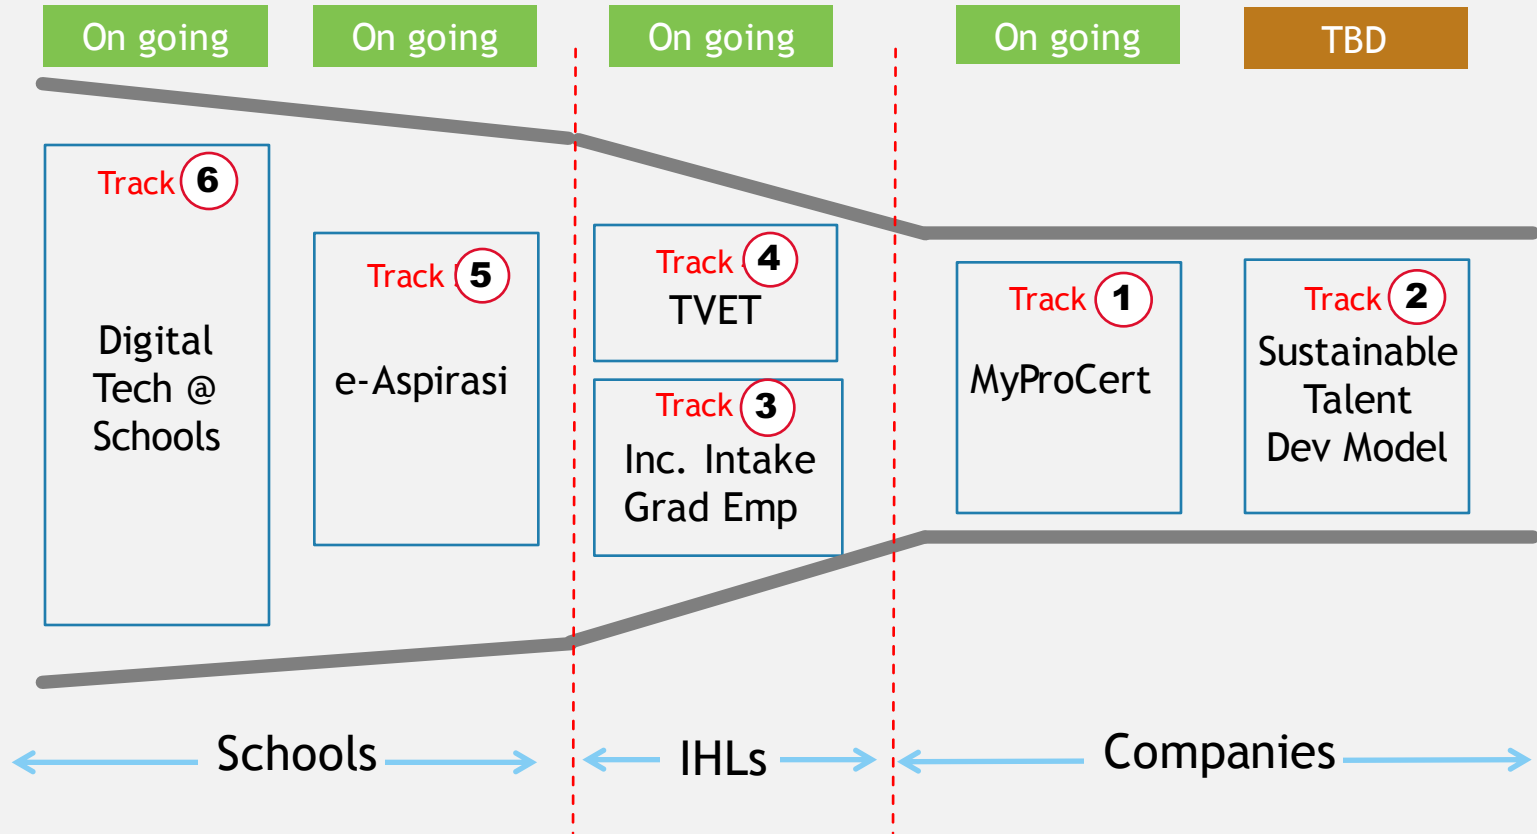 On going
On going
On going
On going
TBD
Track 6
Digital
Tech @
Schools
Track 5
e-Aspirasi
Track 4
TVET
Track 3
Inc. Intake
Grad Emp
Track 1
MyProCert
Track 2
Sustainable
Talent
Dev Model
Schools
IHLs
Companies